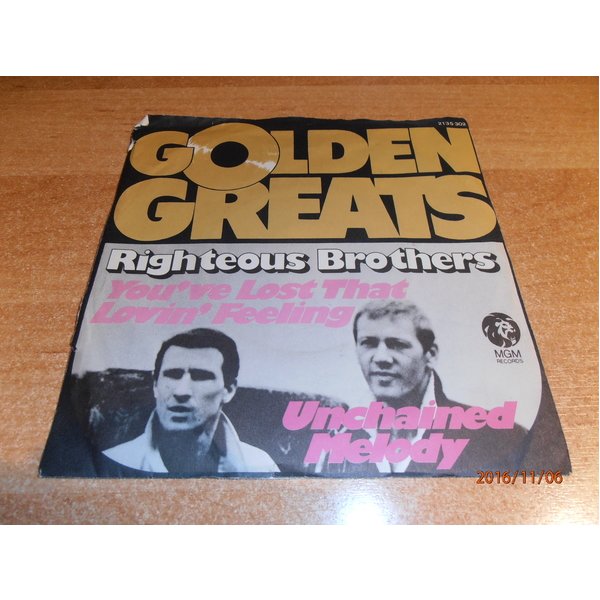 2135 302
GOLDEN
GREATS
Righteous Brothers
You've Lost That
Lovin' Feeling
MGM
RECORDS
Unchained
Melody
2016/11/06